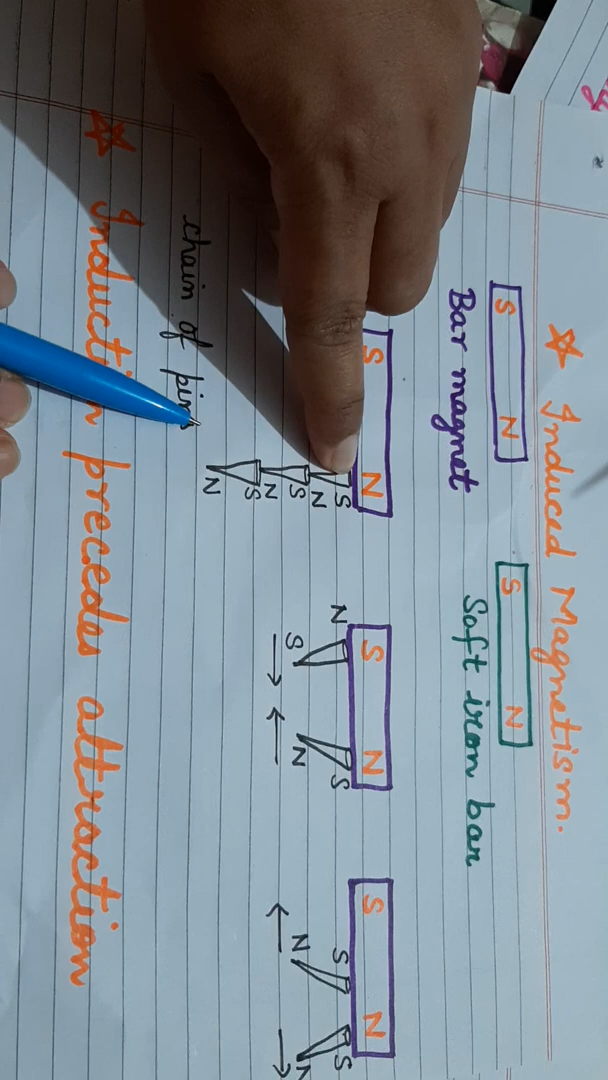 ★ Induced Magnetism.
S N
S N
Bar magnet
Soft iron bar
S N
S N
S N
S
N
S
N
S
N
N
S
S
N
S
N
S
N
chain of pins
★ Induction precedes attraction